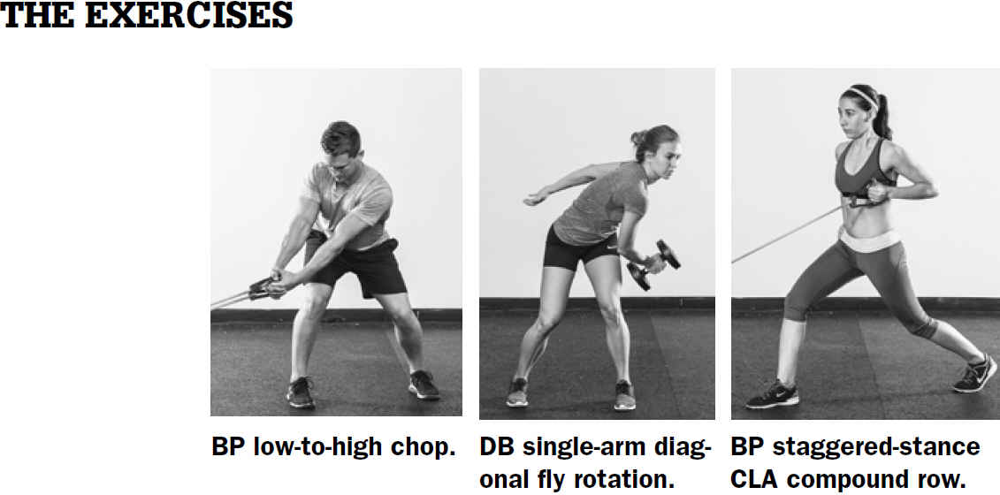 THE EXERCISES
BP low-to-high chop.
DB single-arm diag-
onal fly rotation.
BP staggered-stance
CLA compound row.